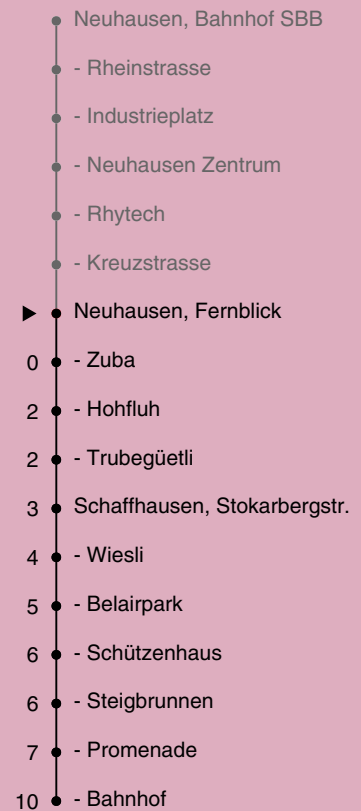 Neuhausen, Bahnhof SBB
- Rheinstrasse
- Industrieplatz
- Neuhausen Zentrum
- Rhytech
- Kreuzstrasse
Neuhausen, Fernblick
0 - Zuba
2 - Hohfluh
2 - Trubegüetli
3 Schaffhausen, Stokarbergstr.
4 - Wiesli
5 - Belairpark
6 - Schützenhaus
6 - Steigbrunnen
7 - Promenade
10 - Bahnhof